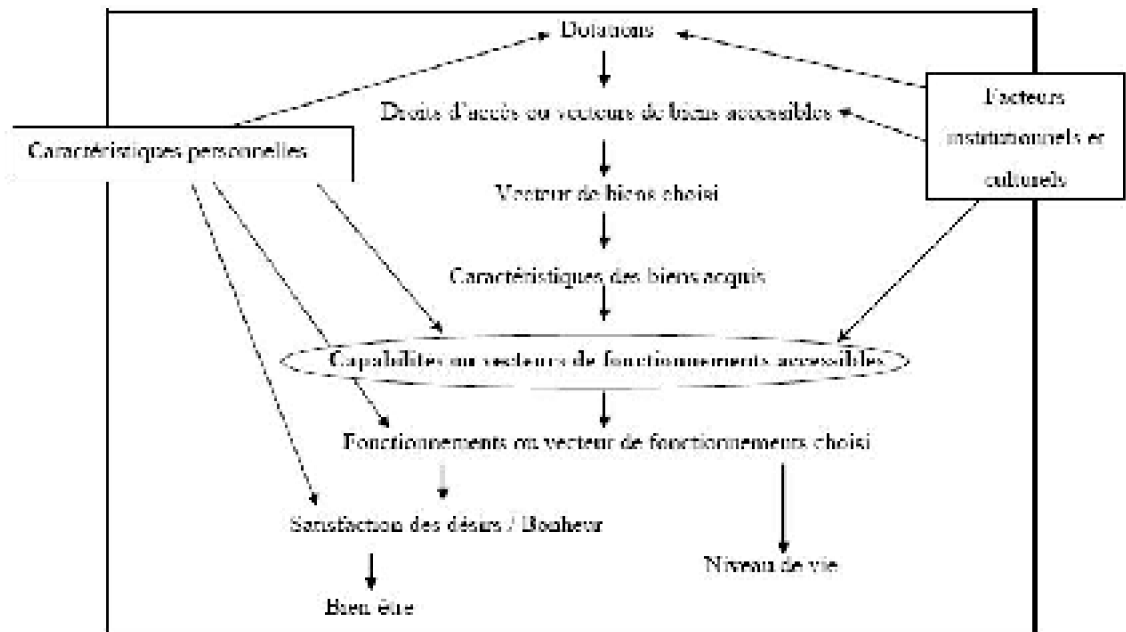 Dotations
Droits d'accès ou vecteurs de biens accessibles
Facteurs
institutionnels et
culturels
Caractéristiques personnelles
Vecteur de biens choisi
Caractéristiques des biens acquis
Capabilités ou vecteurs de fonctionnements accessibles
Fonctionnements ou vecteur de fonctionnements choisi
Satisfaction des désirs / Bonheur
Niveau de vie
Bien être